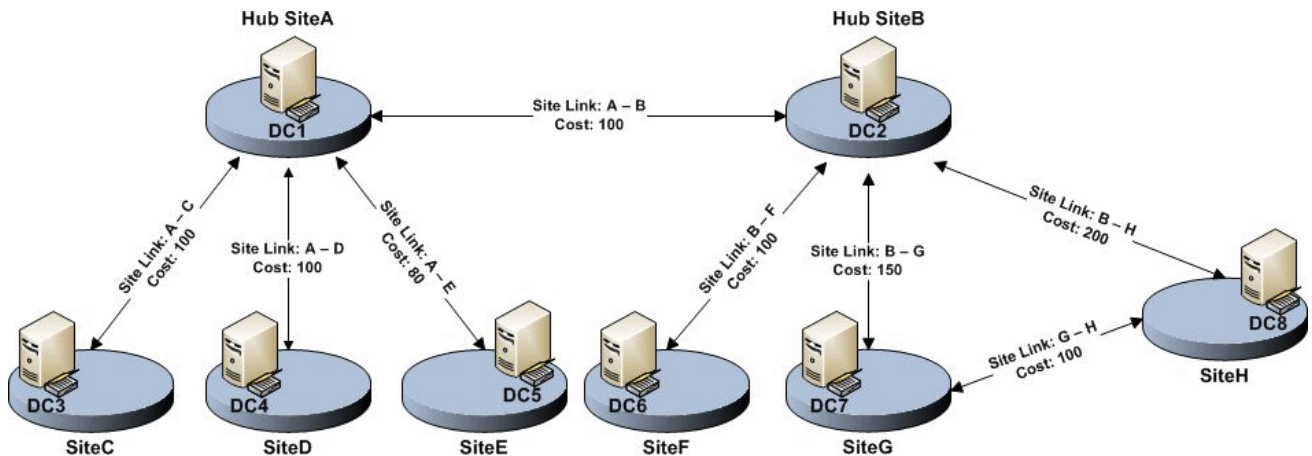 Hub SiteA
Hub SiteB
DC1
Site Link: A – B
Cost: 100
DC2
Site Link: A – C
Cost: 100
Site Link: A – D
Cost: 100
Site Link: A – E
Cost: 80
Site Link: B – F
Cost: 100
Site Link: B – G
Cost: 150
Site Link: B – H
Cost: 200
Site Link: G – H
Cost: 100
DC8
SiteH
DC3
DC4
DC5
DC6
DC7
SiteC
SiteD
SiteE
SiteF
SiteG